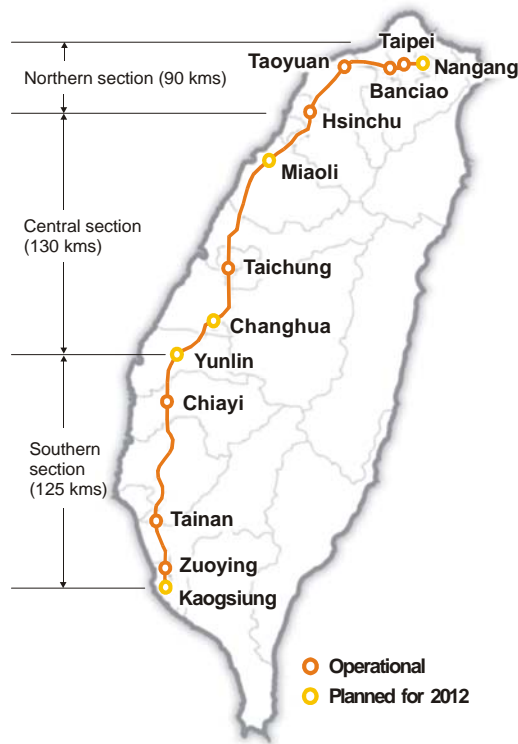 Taipei
Taoyuan
Nangang
Northern section (90 kms)
Banciao
Hsinchu
Miaoli
Central section
(130 kms)
Taichung
Changhua
Yunlin
Chiayi
Southern
section
(125 kms)
Tainan
Zuoying
Kaogsiung
Operational
Planned for 2012